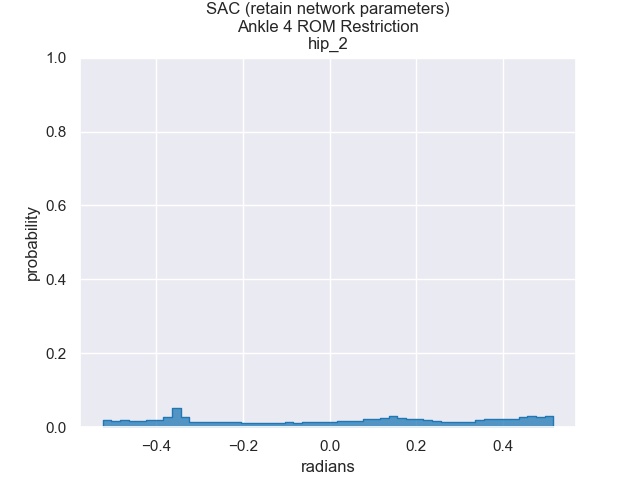 SAC (retain network parameters)
Ankle 4 ROM Restriction
hip_2
1.0
0.8
0.6
0.4
0.2
0.0
probability
−0.4 −0.2 0.0 0.2 0.4
radians